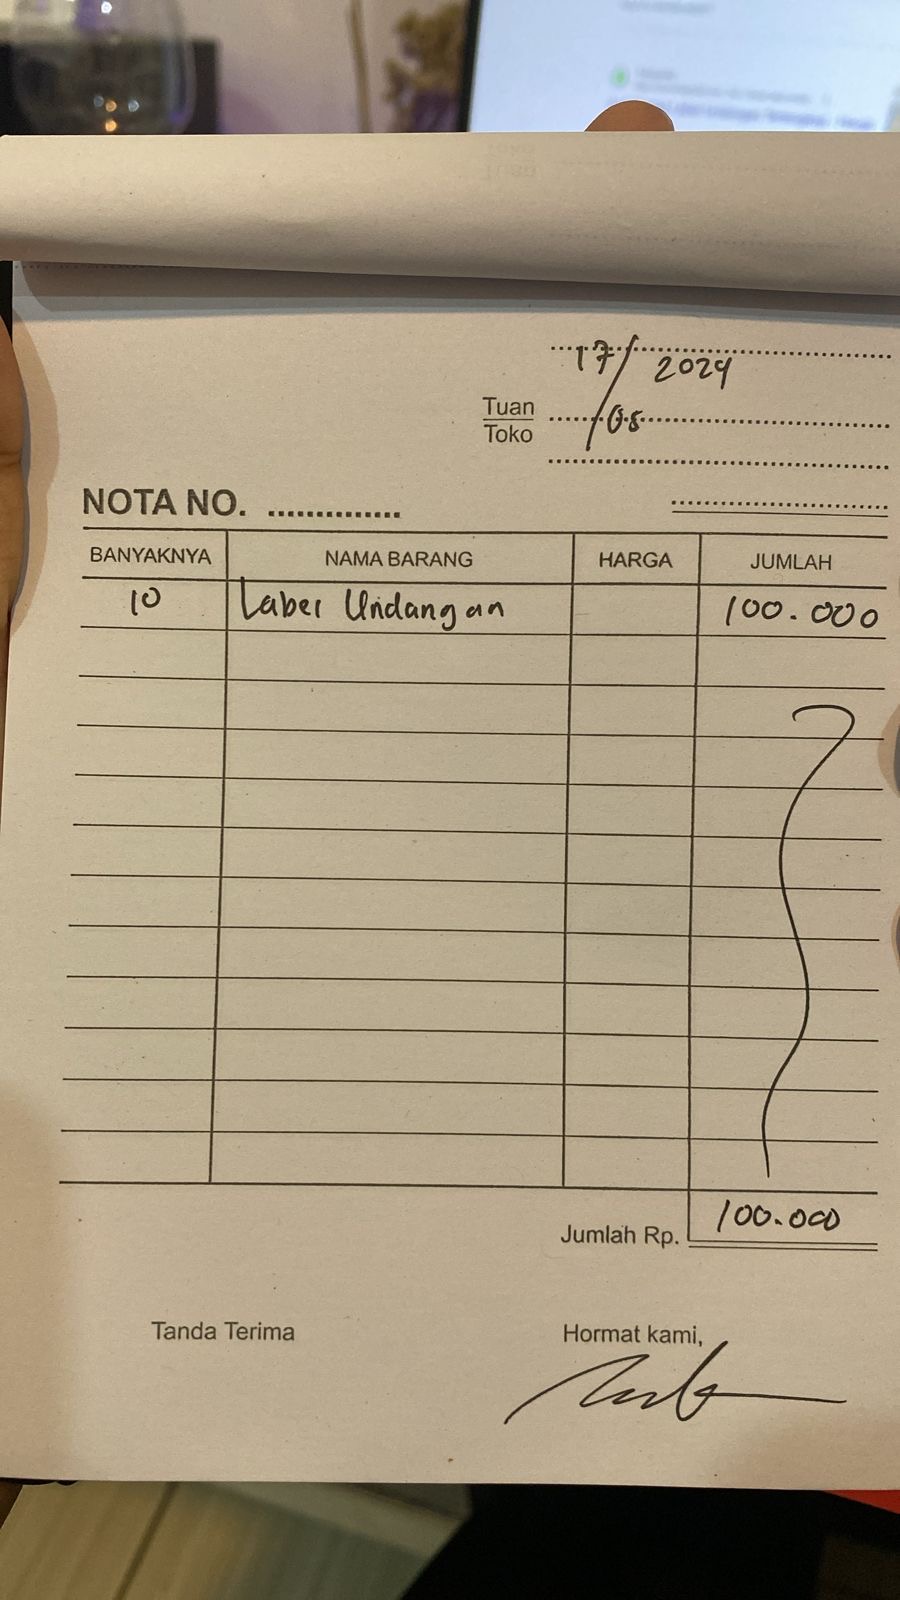 17/ 2024
Tuan
Toko
/05
NOTA NO. ...............
BANYAKNYA NAMA BARANG HARGA JUMLAH
10 Label Undangan 100.000
Jumlah Rp. 100.000
Tanda Terima Hormat kami,